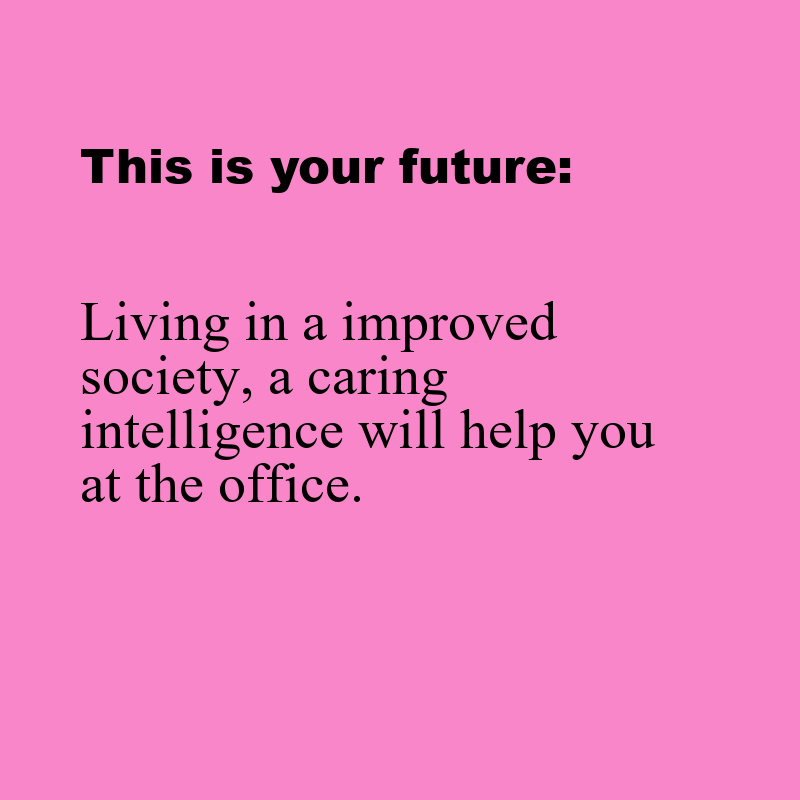 This is your future:
Living in a improved
society, a caring
intelligence will help you
at the office.